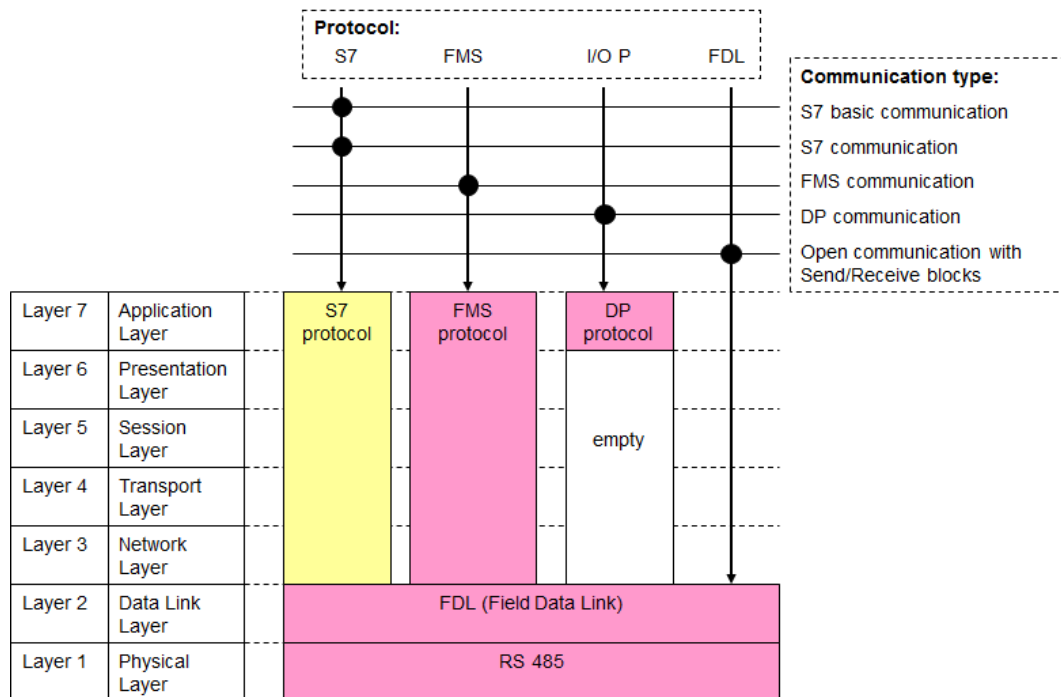 Protocol:
S7 FMS I/O P FDL
Communication type:
S7 basic communication
S7 communication
FMS communication
DP communication
Open communication with
Send/Receive blocks
Layer 7 Application
Layer
S7
protocol
FMS
protocol
DP
protocol
Layer 6 Presentation
Layer
Layer 5 Session
Layer
empty
Layer 4 Transport
Layer
Layer 3 Network
Layer
Layer 2 Data Link
Layer
FDL (Field Data Link)
Layer 1 Physical
Layer
RS 485